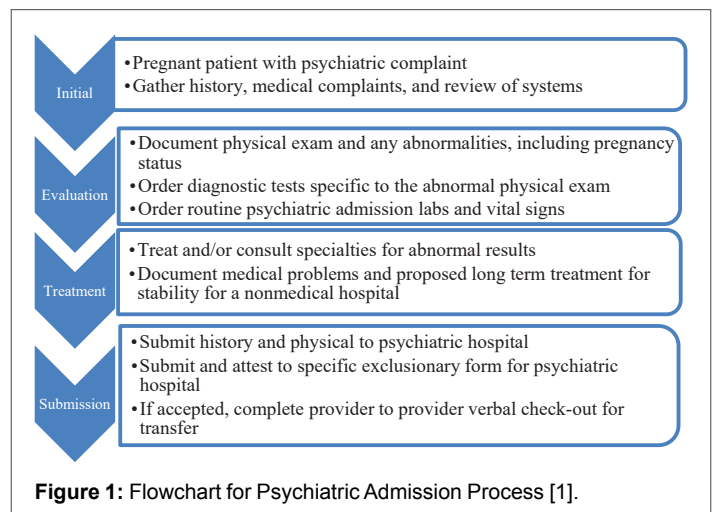 Initial
•Pregnant patient with psychiatric complaint
•Gather history, medical complaints, and review of systems
Evaluation
•Document physical exam and any abnormalities, including pregnancy
status
•Order diagnostic tests specific to the abnormal physical exam
•Order routine psychiatric admission labs and vital signs
Treatment
•Treat and/or consult specialties for abnormal results
•Document medical problems and proposed long term treatment for
stability for a nonmedical hospital
Submission
•Submit history and physical to psychiatric hospital
•Submit and attest to specific exclusionary form for psychiatric
hospital
•If accepted, complete provider to provider verbal check-out for
transfer
Figure 1: Flowchart for Psychiatric Admission Process [1].